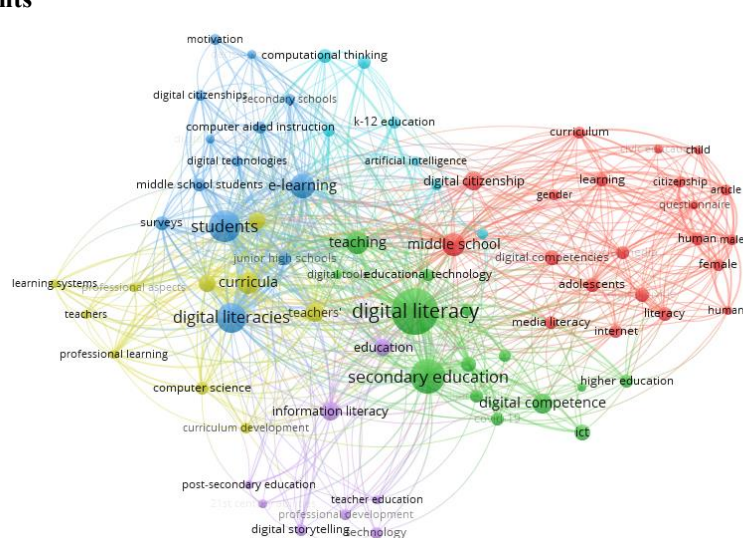 nts
motivation
computational thinking
digital citizenships
secondary schools
k-12 education
computer aided instruction
curriculum
child
digital technologies
artificial intelligence
middle school students
e-learning
digital citizenship
learning
citizenship
article
gender
questionnaire
surveys
students
teaching
middle school
human
male
junior high schools
digital competencies
female
learning systems
professional aspects
curricula
digital tools
educational technology
adolescents
teachers
digital literacies
teachers'
digital literacy
media literacy
literacy
human
internet
professional learning
education
secondary education
higher education
computer science
information literacy
digital competence
covid-19
curriculum development
ict
post-secondary education
teacher education
professional development
digital storytelling
technology